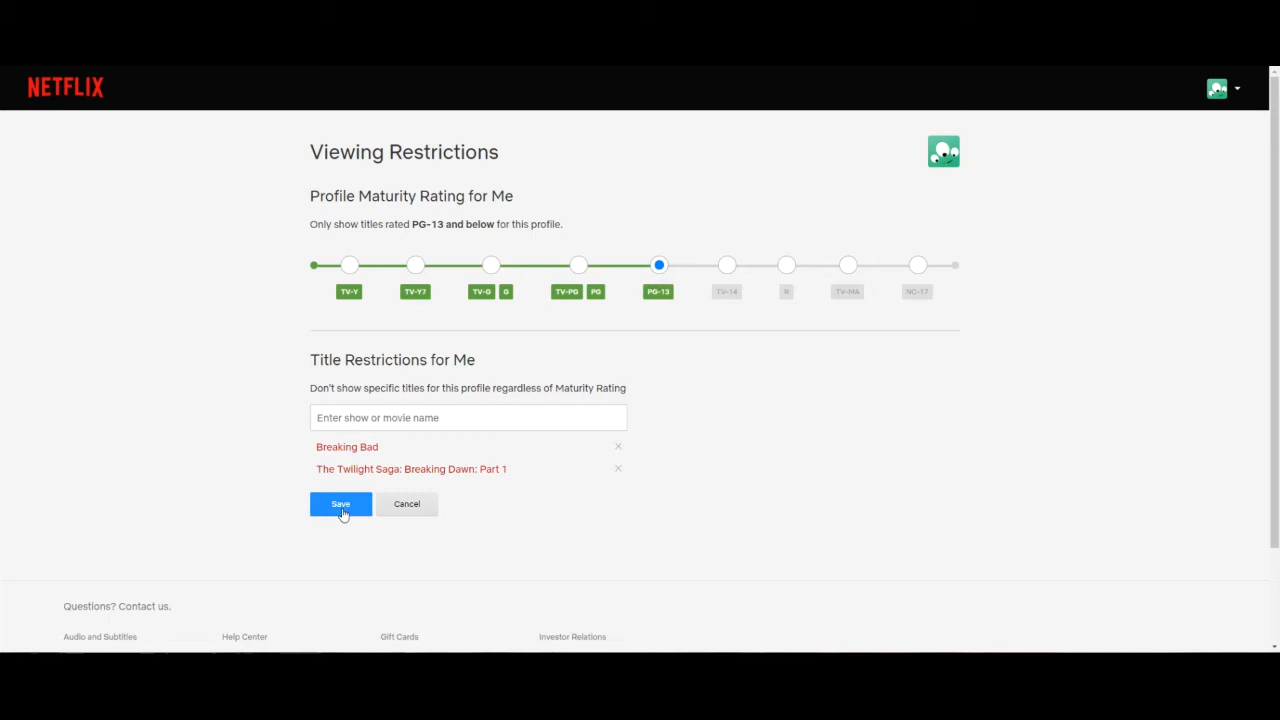 NETFLIX
Viewing Restrictions
Profile Maturity Rating for Me
Only show titles rated PG-13 and below for this profile.
TV-Y TV-Y7 TV-G G TV-PG PG PG-13 TV-14 R TV-MA NC-17
Title Restrictions for Me
Don't show specific titles for this profile regardless of Maturity Rating
Enter show or movie name
Breaking Bad
The Twilight Saga: Breaking Dawn: Part 1
Save Cancel
Questions? Contact us.
Audio and Subtitles Help Center Gift Cards Investor Relations